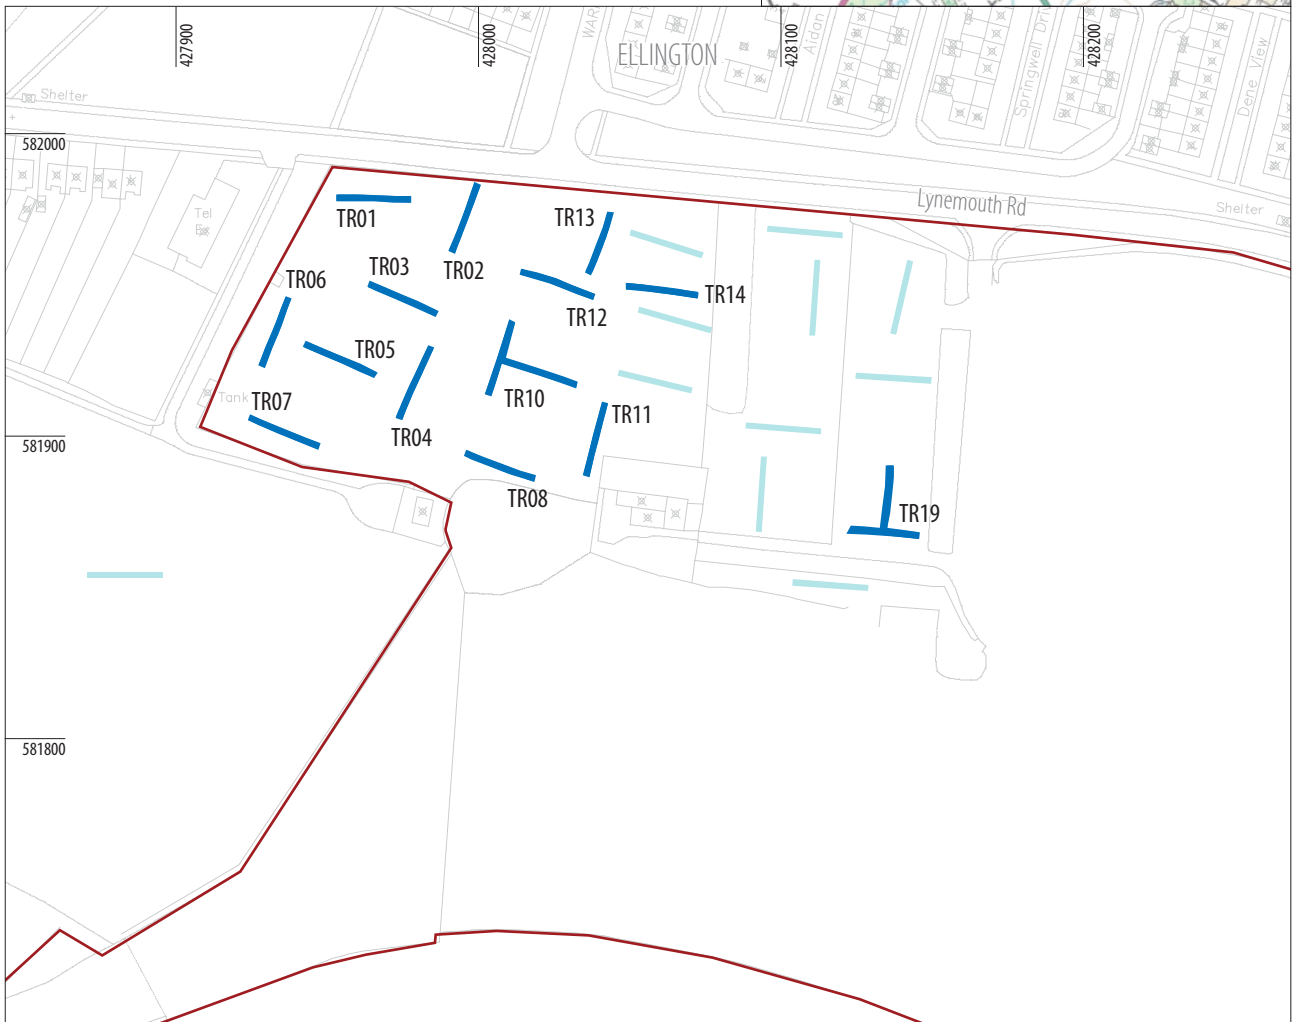 427900
428000
428100
428200
ELLINGTON
Aidan
Springwell Dri
Dene View
Shelter
582000
Lynemouth Rd
Shelter
Tel
TR01
TR02
TR13
TR06
TR03
TR14
TR12
TR05
Tank
TR07
TR10
TR11
TR04
581900
TR08
TR19
581800